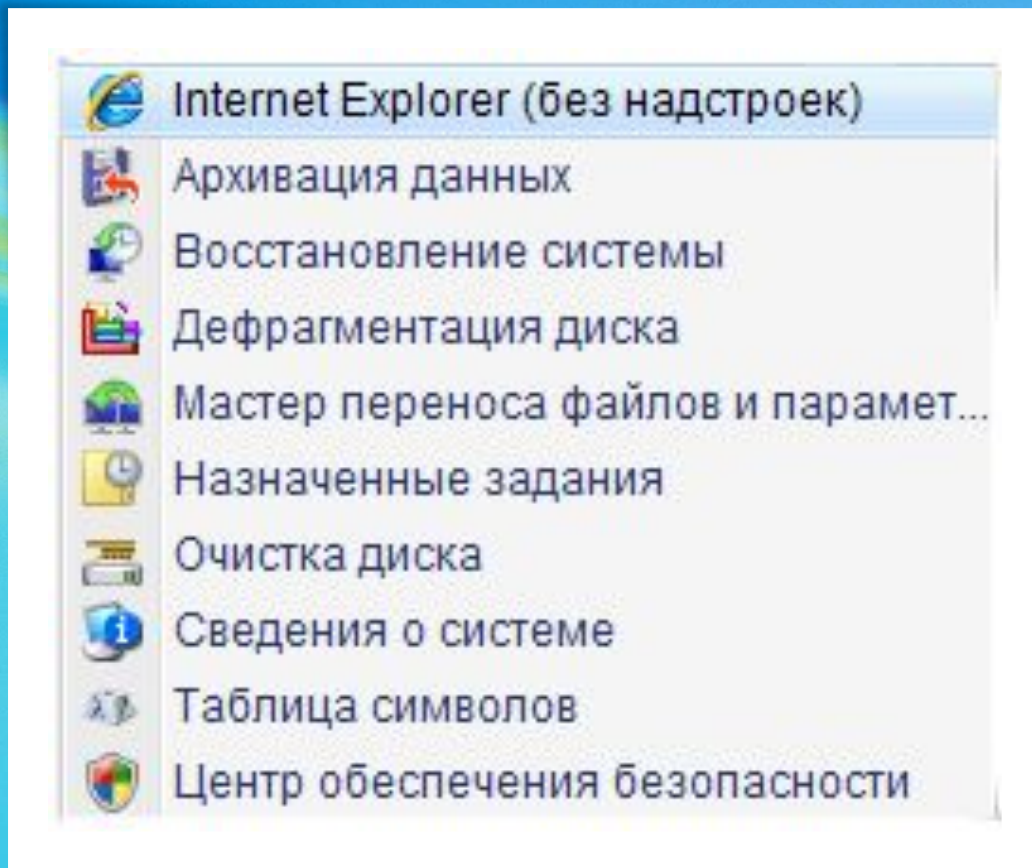 Internet Explorer (без надстроек)
Архивация данных
Восстановление системы
Дефрагментация диска
Мастер переноса файлов и парамет...
Назначенные задания
Очистка диска
Сведения о системе
Таблица символов
Центр обеспечения безопасности